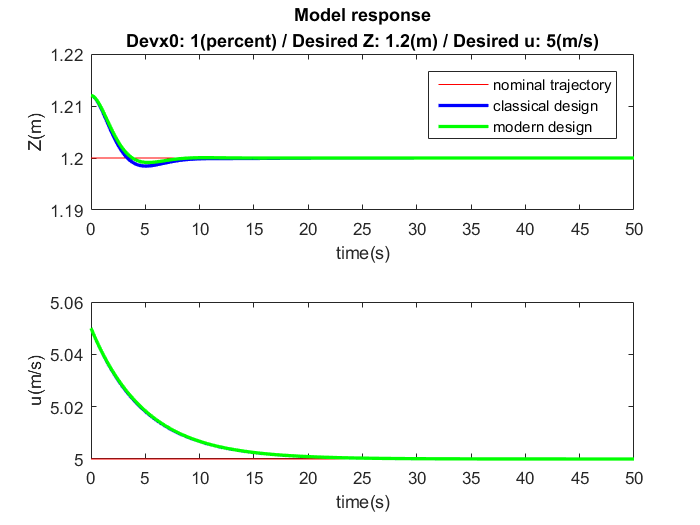 Model response
Devx0: 1(percent) / Desired Z: 1.2(m) / Desired u: 5(m/s)
1.22
1.21
1.2
1.19
Z(m)
nominal trajectory
classical design
modern design
0 5 10 15 20 25 30 35 40 45 50
time(s)
5.06
5.04
5.02
5
u(m/s)
0 5 10 15 20 25 30 35 40 45 50
time(s)